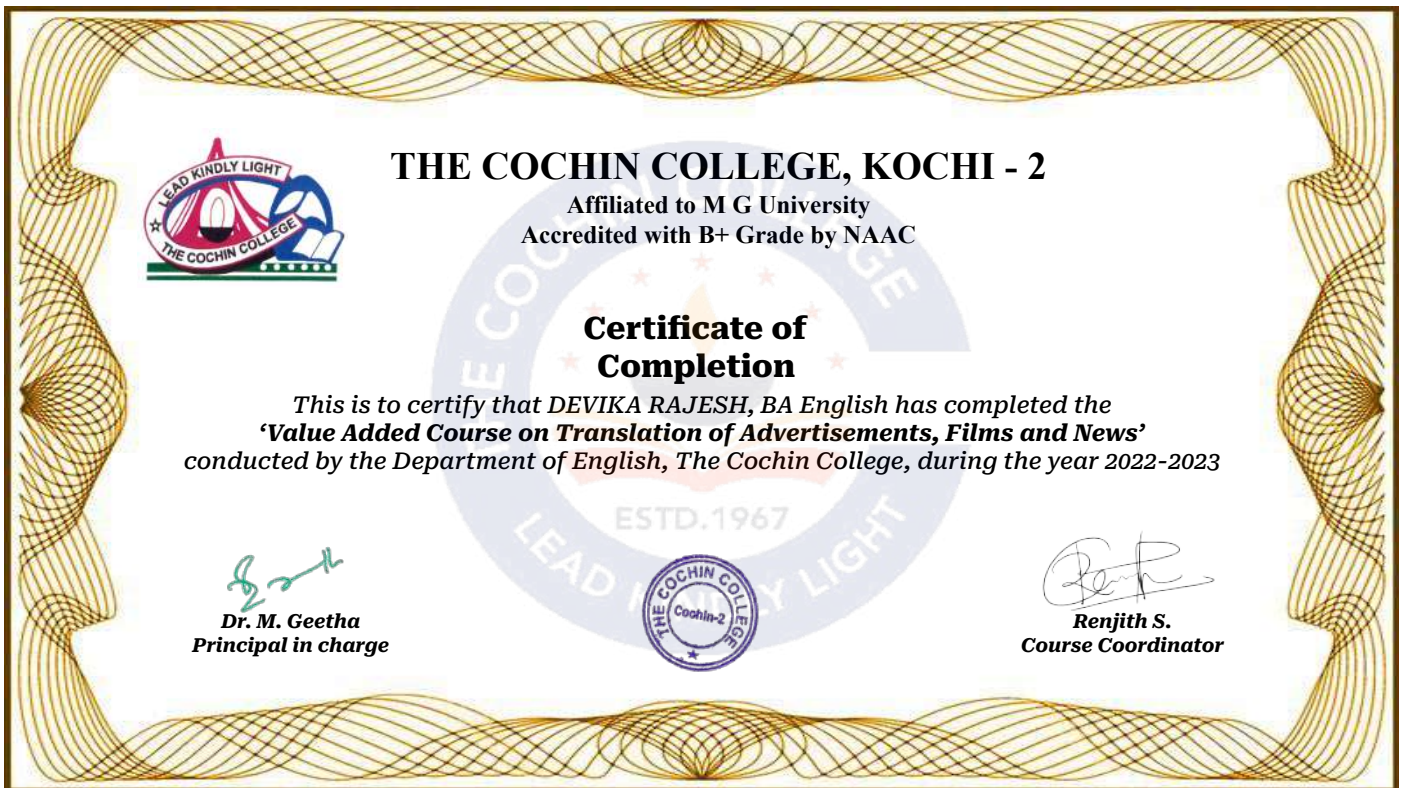 LEAD KINDLY LIGHT
THE COCHIN COLLEGE
THE COCHIN COLLEGE, KOCHI - 2
Affiliated to M G University
Accredited with B+ Grade by NAAC
THE COCHIN COLLEGE
Certificate of
Completion
This is to certify that DEVIKA RAJESH, BA English has completed the
‘Value Added Course on Translation of Advertisements, Films and News’
conducted by the Department of English, The Cochin College, during the year 2022-2023
ESTD.1967
LEAD KINDLY LIGHT
Dr. M. Geetha
Principal in charge
THE COCHIN COLLEGE
Cochin-2
Renjith S.
Course Coordinator